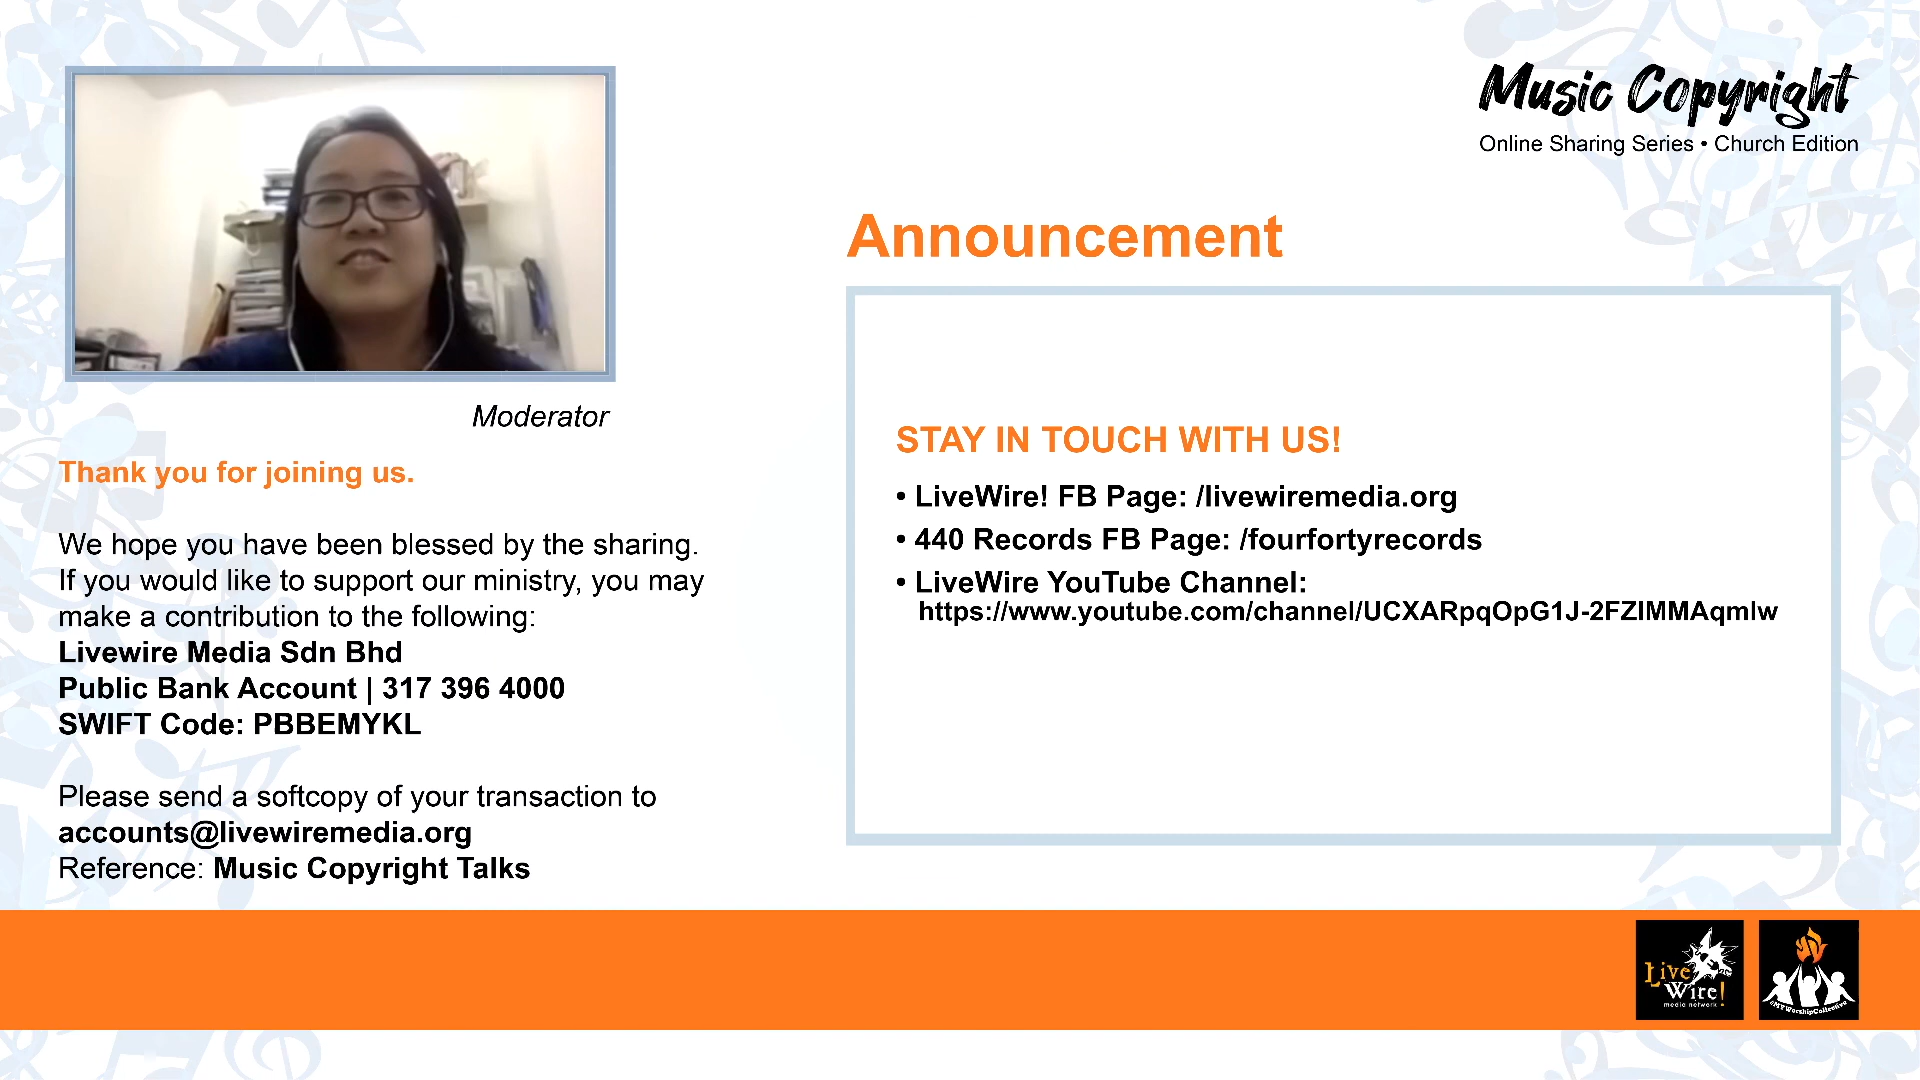 Music Copyright
Online Sharing Series • Church Edition
Moderator
Thank you for joining us.
We hope you have been blessed by the sharing.
If you would like to support our ministry, you may
make a contribution to the following:
Livewire Media Sdn Bhd
Public Bank Account | 317 396 4000
SWIFT Code: PBBEMYKL
Please send a softcopy of your transaction to
accounts@livewiremedia.org
Reference: Music Copyright Talks
Announcement
STAY IN TOUCH WITH US!
• LiveWire! FB Page: /livewiremedia.org
• 440 Records FB Page: /fourfortyrecords
• LiveWire YouTube Channel:
https://www.youtube.com/channel/UCXARpqOpG1J-2FZIMMAqmIw
Live
Wire!
media network
#MYWorshipCollective